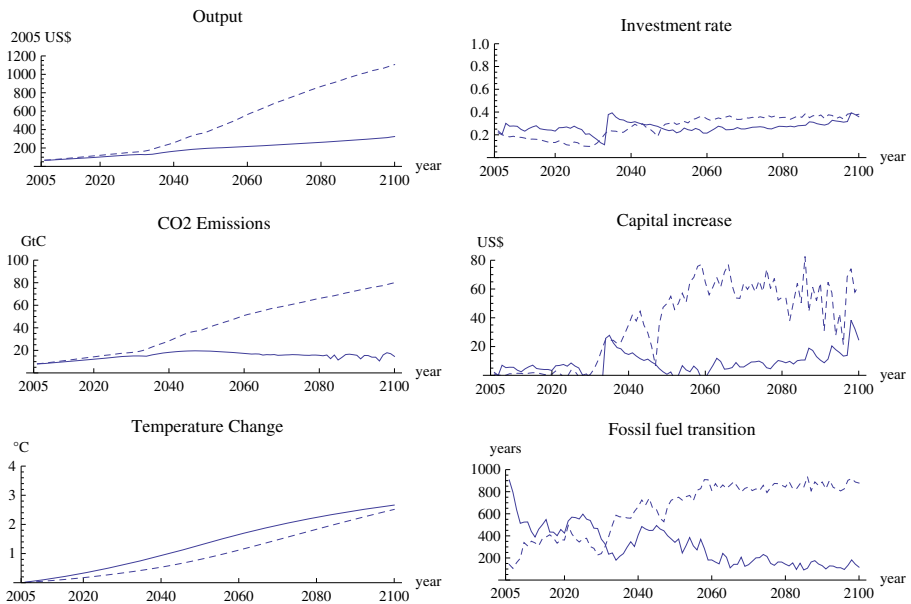 Output
2005 US$
1200
1000
800
600
400
200
2005 2020 2040 2060 2080 2100 year
Investment rate
1.0
0.8
0.6
0.4
0.2
2005 2020 2040 2060 2080 2100 year
CO2 Emissions
GtC
100
80
60
40
20
2005 2020 2040 2060 2080 2100 year
Capital increase
US$
80
60
40
20
2005 2020 2040 2060 2080 2100 year
Temperature Change
°C
4
3
2
1
2005 2020 2040 2060 2080 2100 year
Fossil fuel transition
years
1000
800
600
400
200
2005 2020 2040 2060 2080 2100 year